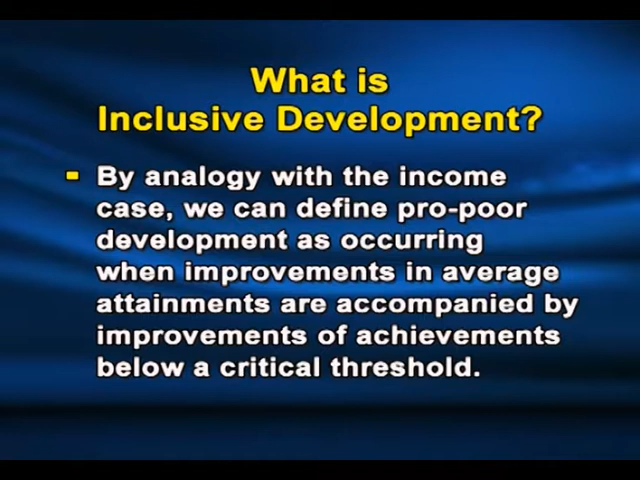 What is
Inclusive Development?
By analogy with the income
case, we can define pro-poor
development as occurring
when improvements in average
attainments are accompanied by
improvements of achievements
below a critical threshold.